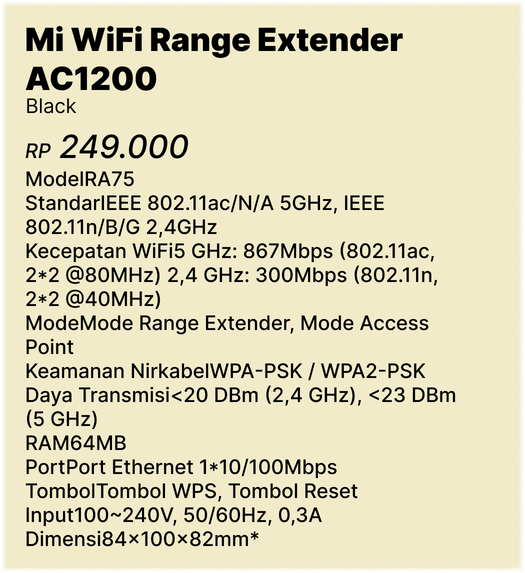 Mi WiFi Range Extender
AC1200
Black
RP 249.000
ModelRA75
StandarIEEE 802.11ac/N/A 5GHz, IEEE
802.11n/B/G 2,4GHz
Kecepatan WiFi5 GHz: 867Mbps (802.11ac,
2*2 @80MHz) 2,4 GHz: 300Mbps (802.11n,
2*2 @40MHz)
ModeMode Range Extender, Mode Access
Point
Keamanan NirkabelWPA-PSK / WPA2-PSK
Daya Transmisi<20 DBm (2,4 GHz), <23 DBm
(5 GHz)
RAM64MB
PortPort Ethernet 1*10/100Mbps
TombolTombol WPS, Tombol Reset
Input100~240V, 50/60Hz, 0,3A
Dimensi84×100×82mm*